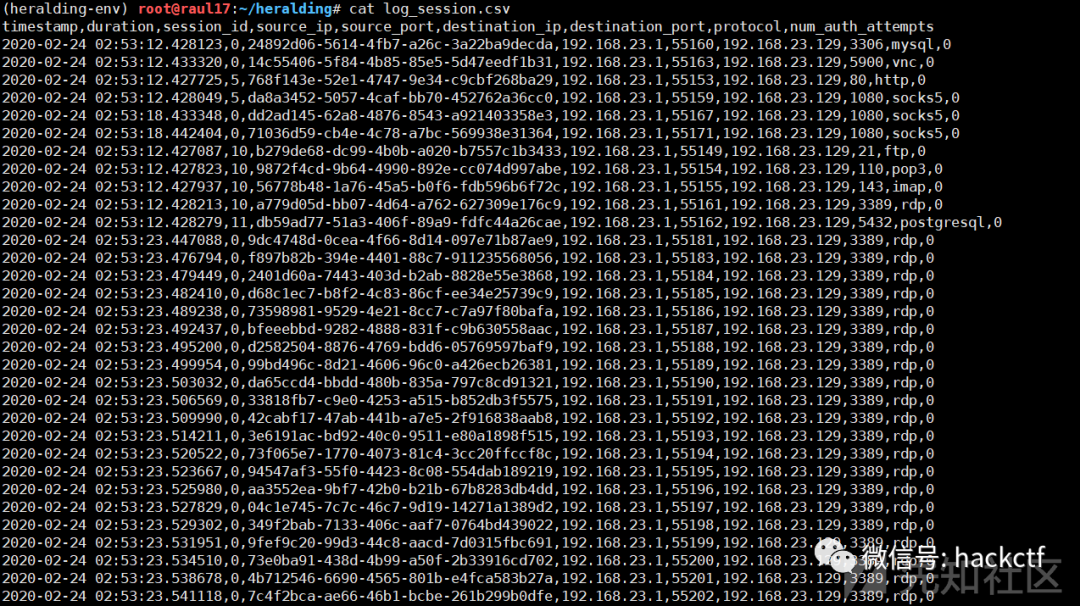 (heralding-env) root@raul17:~/heralding# cat log_session.csv
timestamp,duration,session_id,source_ip,source_port,destination_ip,destination_port,protocol,num_auth_attempts
2020-02-24 02:53:12.428123,0,24892d06-5614-4fb7-a26c-3a22ba9decda,192.168.23.1,55160,192.168.23.129,3306,mysql,0
2020-02-24 02:53:12.433320,0,14c55406-5f84-4b85-85e5-5d47eedf1b31,192.168.23.1,55163,192.168.23.129,5900,vnc,0
2020-02-24 02:53:12.427725,5,768f143e-52e1-4747-9e34-c9cbf268ba29,192.168.23.1,55153,192.168.23.129,80,http,0
2020-02-24 02:53:12.428049,5,da8a3452-5057-4caf-bb70-452762a36cc0,192.168.23.1,55159,192.168.23.129,1080,socks5,0
2020-02-24 02:53:18.433348,0,dd2ad145-62a8-4876-8543-a921403358e3,192.168.23.1,55167,192.168.23.129,1080,socks5,0
2020-02-24 02:53:18.442404,0,71036d59-cb4e-4c78-a7bc-569938e31364,192.168.23.1,55171,192.168.23.129,1080,socks5,0
2020-02-24 02:53:12.427087,10,b279de68-dc99-4b0b-a020-b7557c1b3433,192.168.23.1,55149,192.168.23.129,21,ftp,0
2020-02-24 02:53:12.427823,10,9872f4cd-9b64-4990-892e-cc074d997abe,192.168.23.1,55154,192.168.23.129,110,pop3,0
2020-02-24 02:53:12.427937,10,56778b48-1a76-45a5-b0f6-fdb596b6f72c,192.168.23.1,55155,192.168.23.129,143,imap,0
2020-02-24 02:53:12.428213,10,a779d05d-bb07-4d64-a762-627309e176c9,192.168.23.1,55161,192.168.23.129,3389,rdp,0
2020-02-24 02:53:12.428279,11,db59ad77-51a3-406f-89a9-fdfc44a26cae,192.168.23.1,55162,192.168.23.129,5432,postgresql,0
2020-02-24 02:53:23.447088,0,9dc4748d-0cea-4f66-8d14-097e71b87ae9,192.168.23.1,55181,192.168.23.129,3389,rdp,0
2020-02-24 02:53:23.476794,0,f897b82b-394e-4401-88c7-911235568056,192.168.23.1,55183,192.168.23.129,3389,rdp,0
2020-02-24 02:53:23.479449,0,2401d60a-7443-403d-b2ab-8828e55e3868,192.168.23.1,55184,192.168.23.129,3389,rdp,0
2020-02-24 02:53:23.482410,0,d68c1ec7-b8f2-4c83-86cf-ee34e25739c9,192.168.23.1,55185,192.168.23.129,3389,rdp,0
2020-02-24 02:53:23.489238,0,73598981-9529-4e21-8cc7-c7a97f80bafa,192.168.23.1,55186,192.168.23.129,3389,rdp,0
2020-02-24 02:53:23.492437,0,bfeeebbd-9282-4888-831f-c9b630558aac,192.168.23.1,55187,192.168.23.129,3389,rdp,0
2020-02-24 02:53:23.495200,0,d2582504-8876-4769-bdd6-05769597baf9,192.168.23.1,55188,192.168.23.129,3389,rdp,0
2020-02-24 02:53:23.499954,0,99bd496c-8d21-4606-96c0-a426ecb26381,192.168.23.1,55189,192.168.23.129,3389,rdp,0
2020-02-24 02:53:23.503032,0,da65ccd4-bbdd-480b-835a-797c8cd91321,192.168.23.1,55190,192.168.23.129,3389,rdp,0
2020-02-24 02:53:23.506569,0,33818fb7-c9e0-4253-a515-b852db3f5575,192.168.23.1,55191,192.168.23.129,3389,rdp,0
2020-02-24 02:53:23.509990,0,42cabf17-47ab-441b-a7e5-2f916838aab8,192.168.23.1,55192,192.168.23.129,3389,rdp,0
2020-02-24 02:53:23.514211,0,3e6191ac-bd92-40c0-9511-e80a1898f515,192.168.23.1,55193,192.168.23.129,3389,rdp,0
2020-02-24 02:53:23.520522,0,73f065e7-1770-4073-81c4-3cc20ffccf8c,192.168.23.1,55194,192.168.23.129,3389,rdp,0
2020-02-24 02:53:23.523667,0,94547af3-55f0-4423-8c08-554dab189219,192.168.23.1,55195,192.168.23.129,3389,rdp,0
2020-02-24 02:53:23.525980,0,aa3552ea-9bf7-42b0-b21b-67b8283db4dd,192.168.23.1,55196,192.168.23.129,3389,rdp,0
2020-02-24 02:53:23.527829,0,04c1e745-7c7c-46c7-9d19-14271a1389d2,192.168.23.1,55197,192.168.23.129,3389,rdp,0
2020-02-24 02:53:23.529302,0,349f2bab-7133-406c-aaf7-0764bd439022,192.168.23.1,55198,192.168.23.129,3389,rdp,0
2020-02-24 02:53:23.531951,0,9fef9c20-99d3-44c8-aacd-7d0315fbc691,192.168.23.1,55199,192.168.23.129,3389,rdp,0
2020-02-24 02:53:23.534510,0,73e0ba91-438d-4b99-a50f-2b33916cd702,192.168.23.1,55200,192.168.23.129,3389,rdp,0
2020-02-24 02:53:23.538678,0,4b712546-6690-4565-801b-e4fca583b27a,192.168.23.1,55201,192.168.23.129,3389,rdp,0
2020-02-24 02:53:23.541118,0,7c4f2bca-ae66-46b1-bcbe-261b299b0dfe,192.168.23.1,55202,192.168.23.129,3389,rdp,0
微信号: hackctf
先知社区